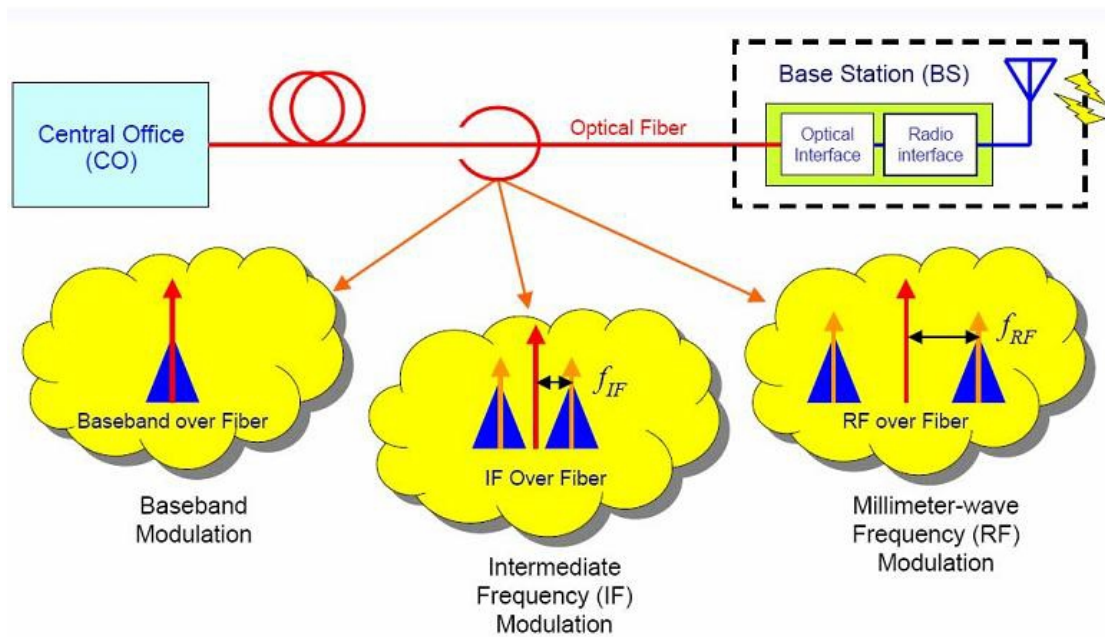 Central Office
(CO)
Optical Fiber
Base Station (BS)
Optical
Interface
Radio
interface
Baseband over Fiber
Baseband
Modulation
f_IF
IF Over Fiber
Intermediate
Frequency (IF)
Modulation
f_RF
RF over Fiber
Millimeter-wave
Frequency (RF)
Modulation